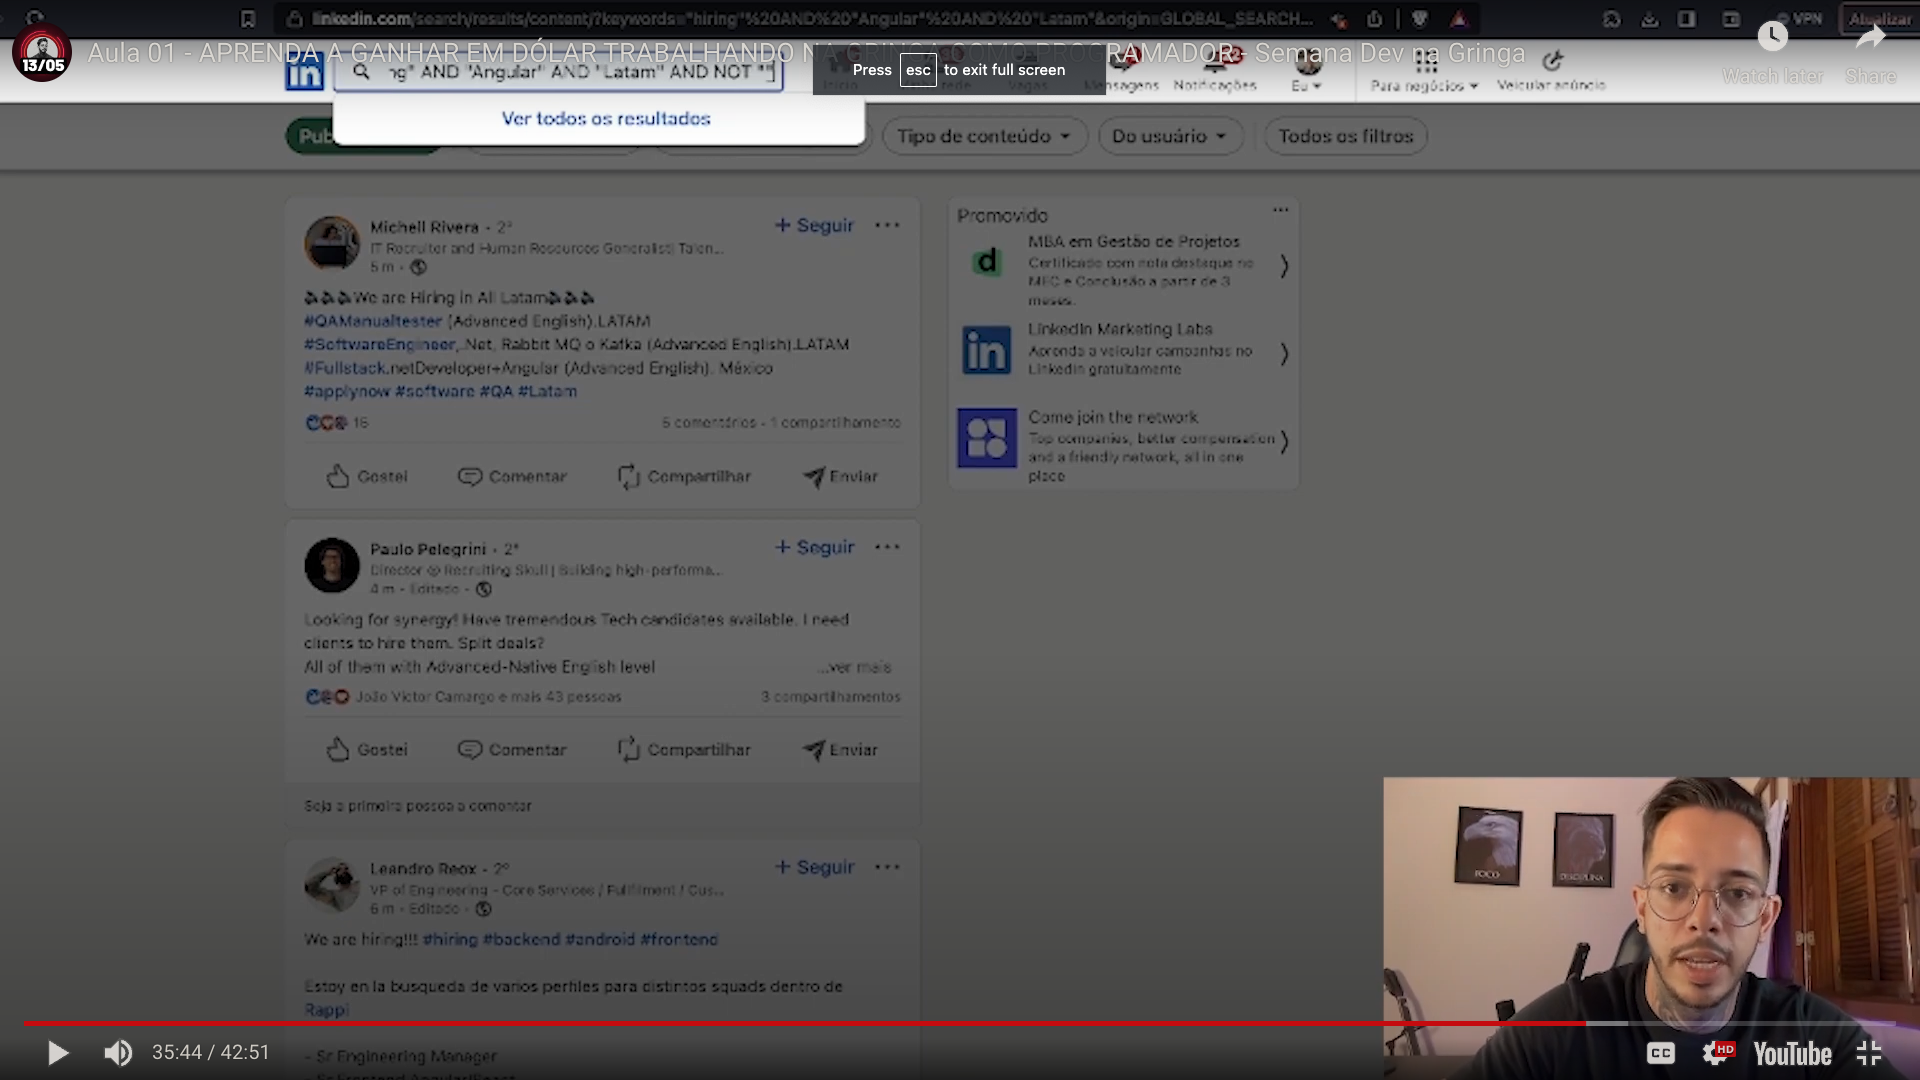 linkedin.com/search/results/content/?keywords="hiring"%20AND%20"Angular"%20AND%20"Latam"&origin=GLOBAL_SEARCH...
VPN
Atualizar
13/05
Aula 01 - APRENDA A GANHAR EM DÓLAR TRABALHANDO NA GRINGA COMO PROGRAMADOR - Semana Dev na Gringa
Watch later
Share
in
ng" AND "Angular" AND "Latam" AND NOT ""
Press esc to exit full screen
Notificações
Eu
Para negócios
Veicular anúncio
Ver todos os resultados
Pub
Tipo de conteúdo
Do usuário
Todos os filtros
Michell Rivera · 2º
+ Seguir
IT Recruiter and Human Resources Generalist| Talen...
5 m ·
We are Hiring in All Latam
#QAManualtester (Advanced English).LATAM
#SoftwareEngineer,.Net, Rabbit MQ o Kafka (Advanced English).LATAM
#Fullstack.netDeveloper+Angular (Advanced English). México
#applynow #software #QA #Latam
16
5 comentários · 1 compartilhamento
Gostei
Comentar
Compartilhar
Enviar
Paulo Pelegrini · 2º
+ Seguir
Director @ Recruiting Skull | Building high-performa...
4 m · Editado ·
Looking for synergy! Have tremendous Tech candidates available. I need
clients to hire them. Split deals?
All of them with Advanced-Native English level
...ver mais
João Victor Camargo e mais 43 pessoas
3 compartilhamentos
Gostei
Comentar
Compartilhar
Enviar
Seja a primeira pessoa a comentar
Leandro Reox · 2º
+ Seguir
VP of Engineering - Core Services / Fulfillment / Cus...
6 m · Editado ·
We are hiring!!! #hiring #backend #android #frontend
Estoy en la busqueda de varios perfiles para distintos squads dentro de
Rappi
- Sr Engineering Manager
Promovido
MBA em Gestão de Projetos
Certificado com nota destaque no
MEC e Conclusão a partir de 3
meses.
d
LinkedIn Marketing Labs
Aprenda a veicular campanhas no
LinkedIn gratuitamente
in
Come join the network
Top companies, better compensation
and a friendly network, all in one
place
FOCO
DISCIPLINA
35:44 / 42:51
CC
HD
YouTube